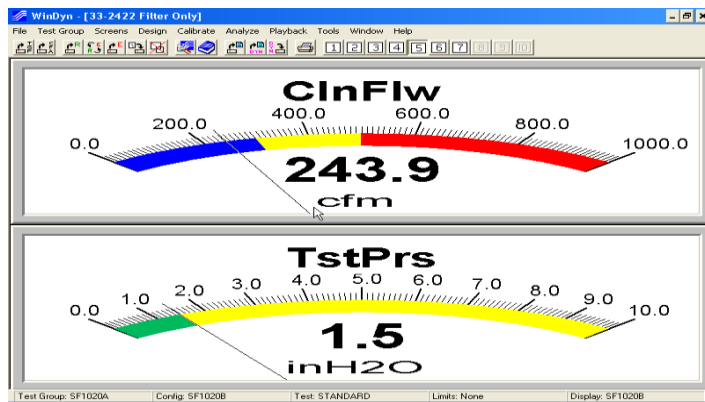 WinDyn - [33-2422 Filter Only]
File Test Group Screens Design Calibrate Analyze Playback Tools Window Help
1 2 3 4 5 6 7 8 9 10
ClnFlw
0.0 200.0 400.0 600.0 800.0 1000.0
243.9
cfm
TstPrs
0.0 1.0 2.0 3.0 4.0 5.0 6.0 7.0 8.0 9.0 10.0
1.5
inH2O
Test Group: SF1020A Config: SF1020B Test: STANDARD Limits: None Display: SF1020B